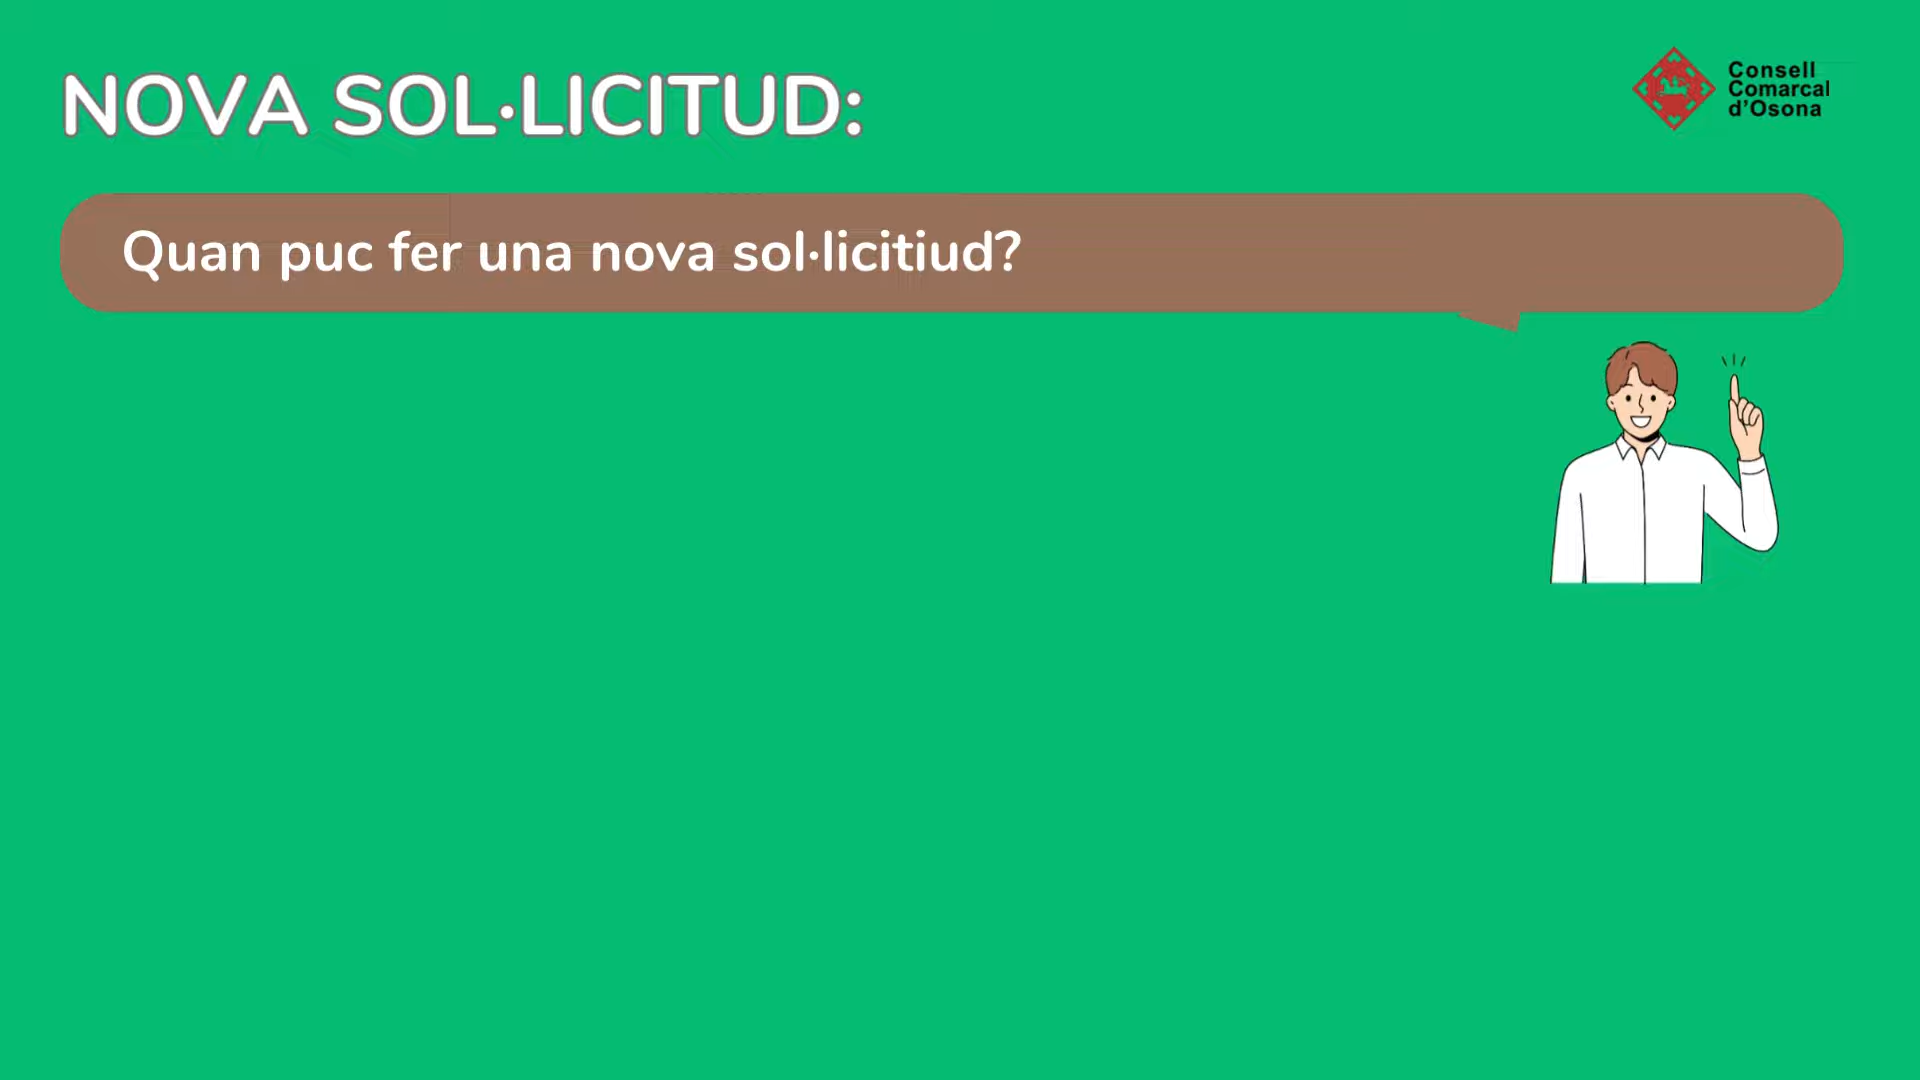 NOVA SOL·LICITUD:
Consell
Comarcal
d'Osona
Quan puc fer una nova sol·licitiud?